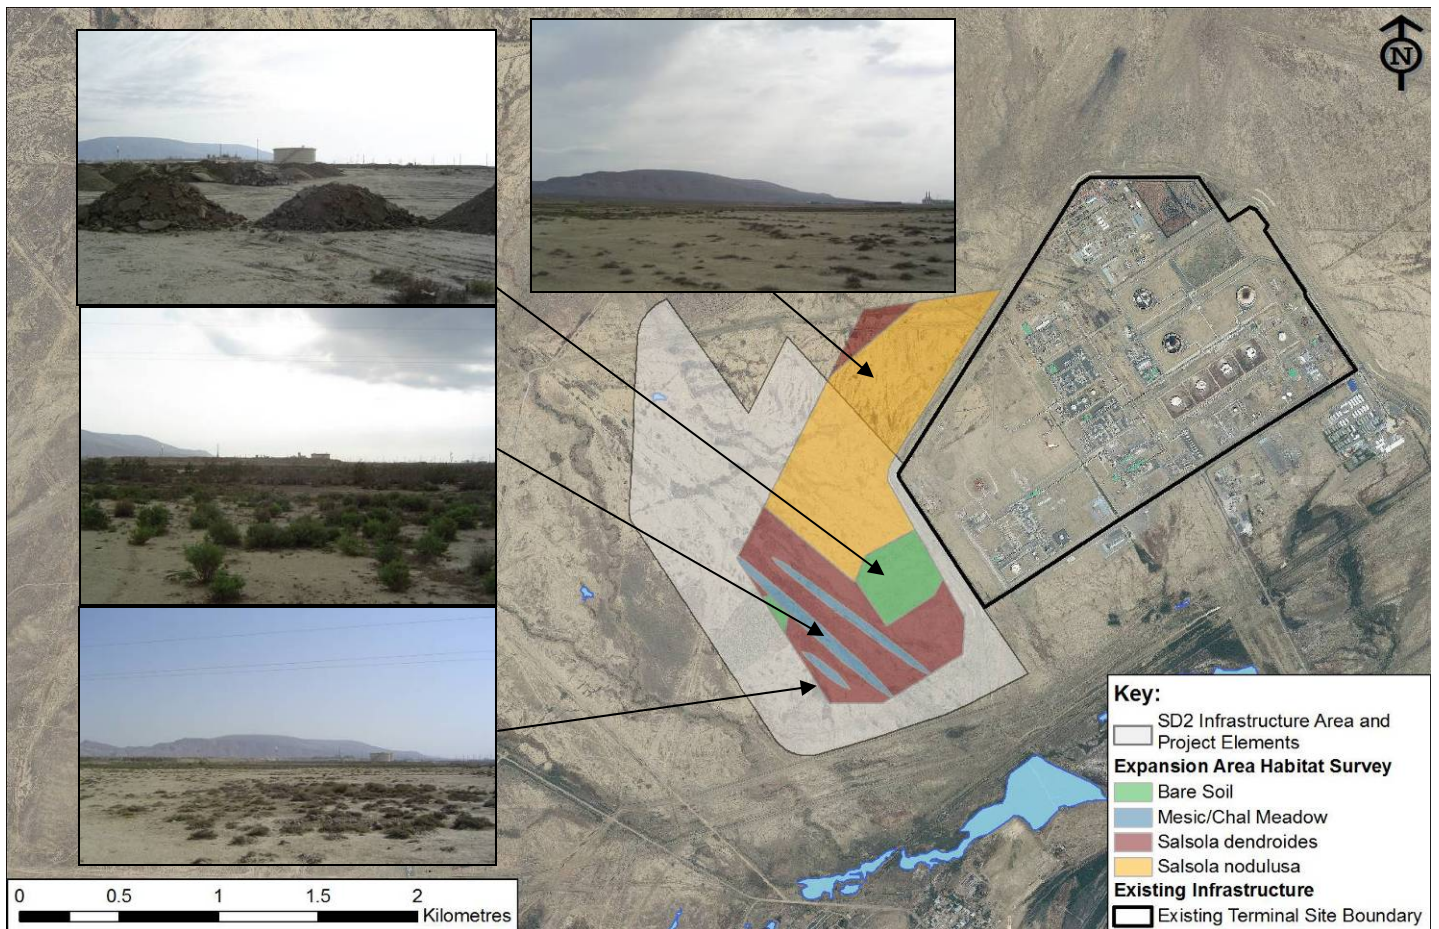 N
Key:
SD2 Infrastructure Area and
Project Elements
Expansion Area Habitat Survey
Bare Soil
Mesic/Chal Meadow
Salsola dendroides
Salsola nodulusa
Existing Infrastructure
Existing Terminal Site Boundary
0 0.5 1 1.5 2
Kilometres